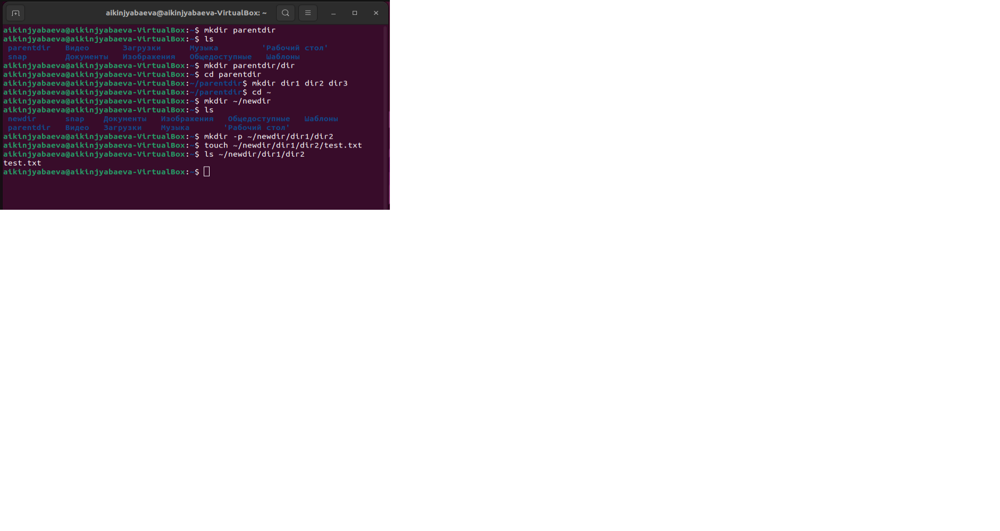 aikinjyabaeva@aikinjyabaeva-VirtualBox: ~
aikinjyabaeva@aikinjyabaeva-VirtualBox:~$ mkdir parentdir
aikinjyabaeva@aikinjyabaeva-VirtualBox:~$ ls
parentdir Видео Загрузки Музыка 'Рабочий стол'
snap Документы Изображения Общедоступные Шаблоны
aikinjyabaeva@aikinjyabaeva-VirtualBox:~$ mkdir parentdir/dir
aikinjyabaeva@aikinjyabaeva-VirtualBox:~$ cd parentdir
aikinjyabaeva@aikinjyabaeva-VirtualBox:~/parentdir$ mkdir dir1 dir2 dir3
aikinjyabaeva@aikinjyabaeva-VirtualBox:~/parentdir$ cd ~
aikinjyabaeva@aikinjyabaeva-VirtualBox:~$ mkdir ~/newdir
aikinjyabaeva@aikinjyabaeva-VirtualBox:~$ ls
newdir snap Документы Изображения Общедоступные Шаблоны
parentdir Видео Загрузки Музыка 'Рабочий стол'
aikinjyabaeva@aikinjyabaeva-VirtualBox:~$ mkdir -p ~/newdir/dir1/dir2
aikinjyabaeva@aikinjyabaeva-VirtualBox:~$ touch ~/newdir/dir1/dir2/test.txt
aikinjyabaeva@aikinjyabaeva-VirtualBox:~$ ls ~/newdir/dir1/dir2
test.txt
aikinjyabaeva@aikinjyabaeva-VirtualBox:~$